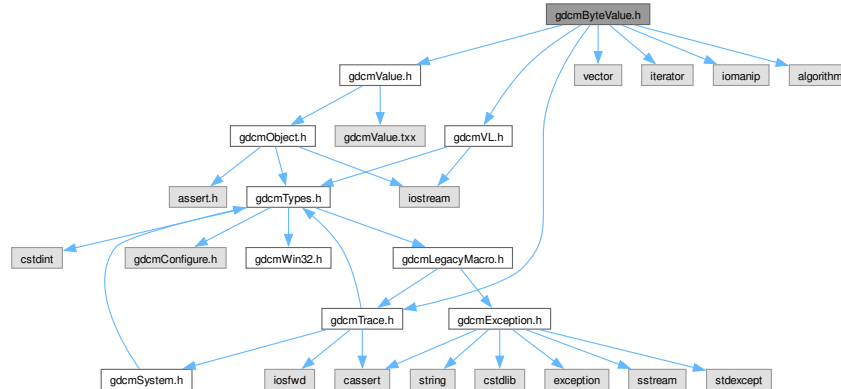 gdcmByteValue.h
gdcmValue.h
vector
iterator
iomanip
algorithm
gdcmObject.h
gdcmValue.txx
gdcmVL.h
assert.h
gdcmTypes.h
iostream
cstdint
gdcmConfigure.h
gdcmWin32.h
gdcmLegacyMacro.h
gdcmTrace.h
gdcmException.h
gdcmSystem.h
iosfwd
cassert
string
cstdlib
exception
sstream
stdexcept